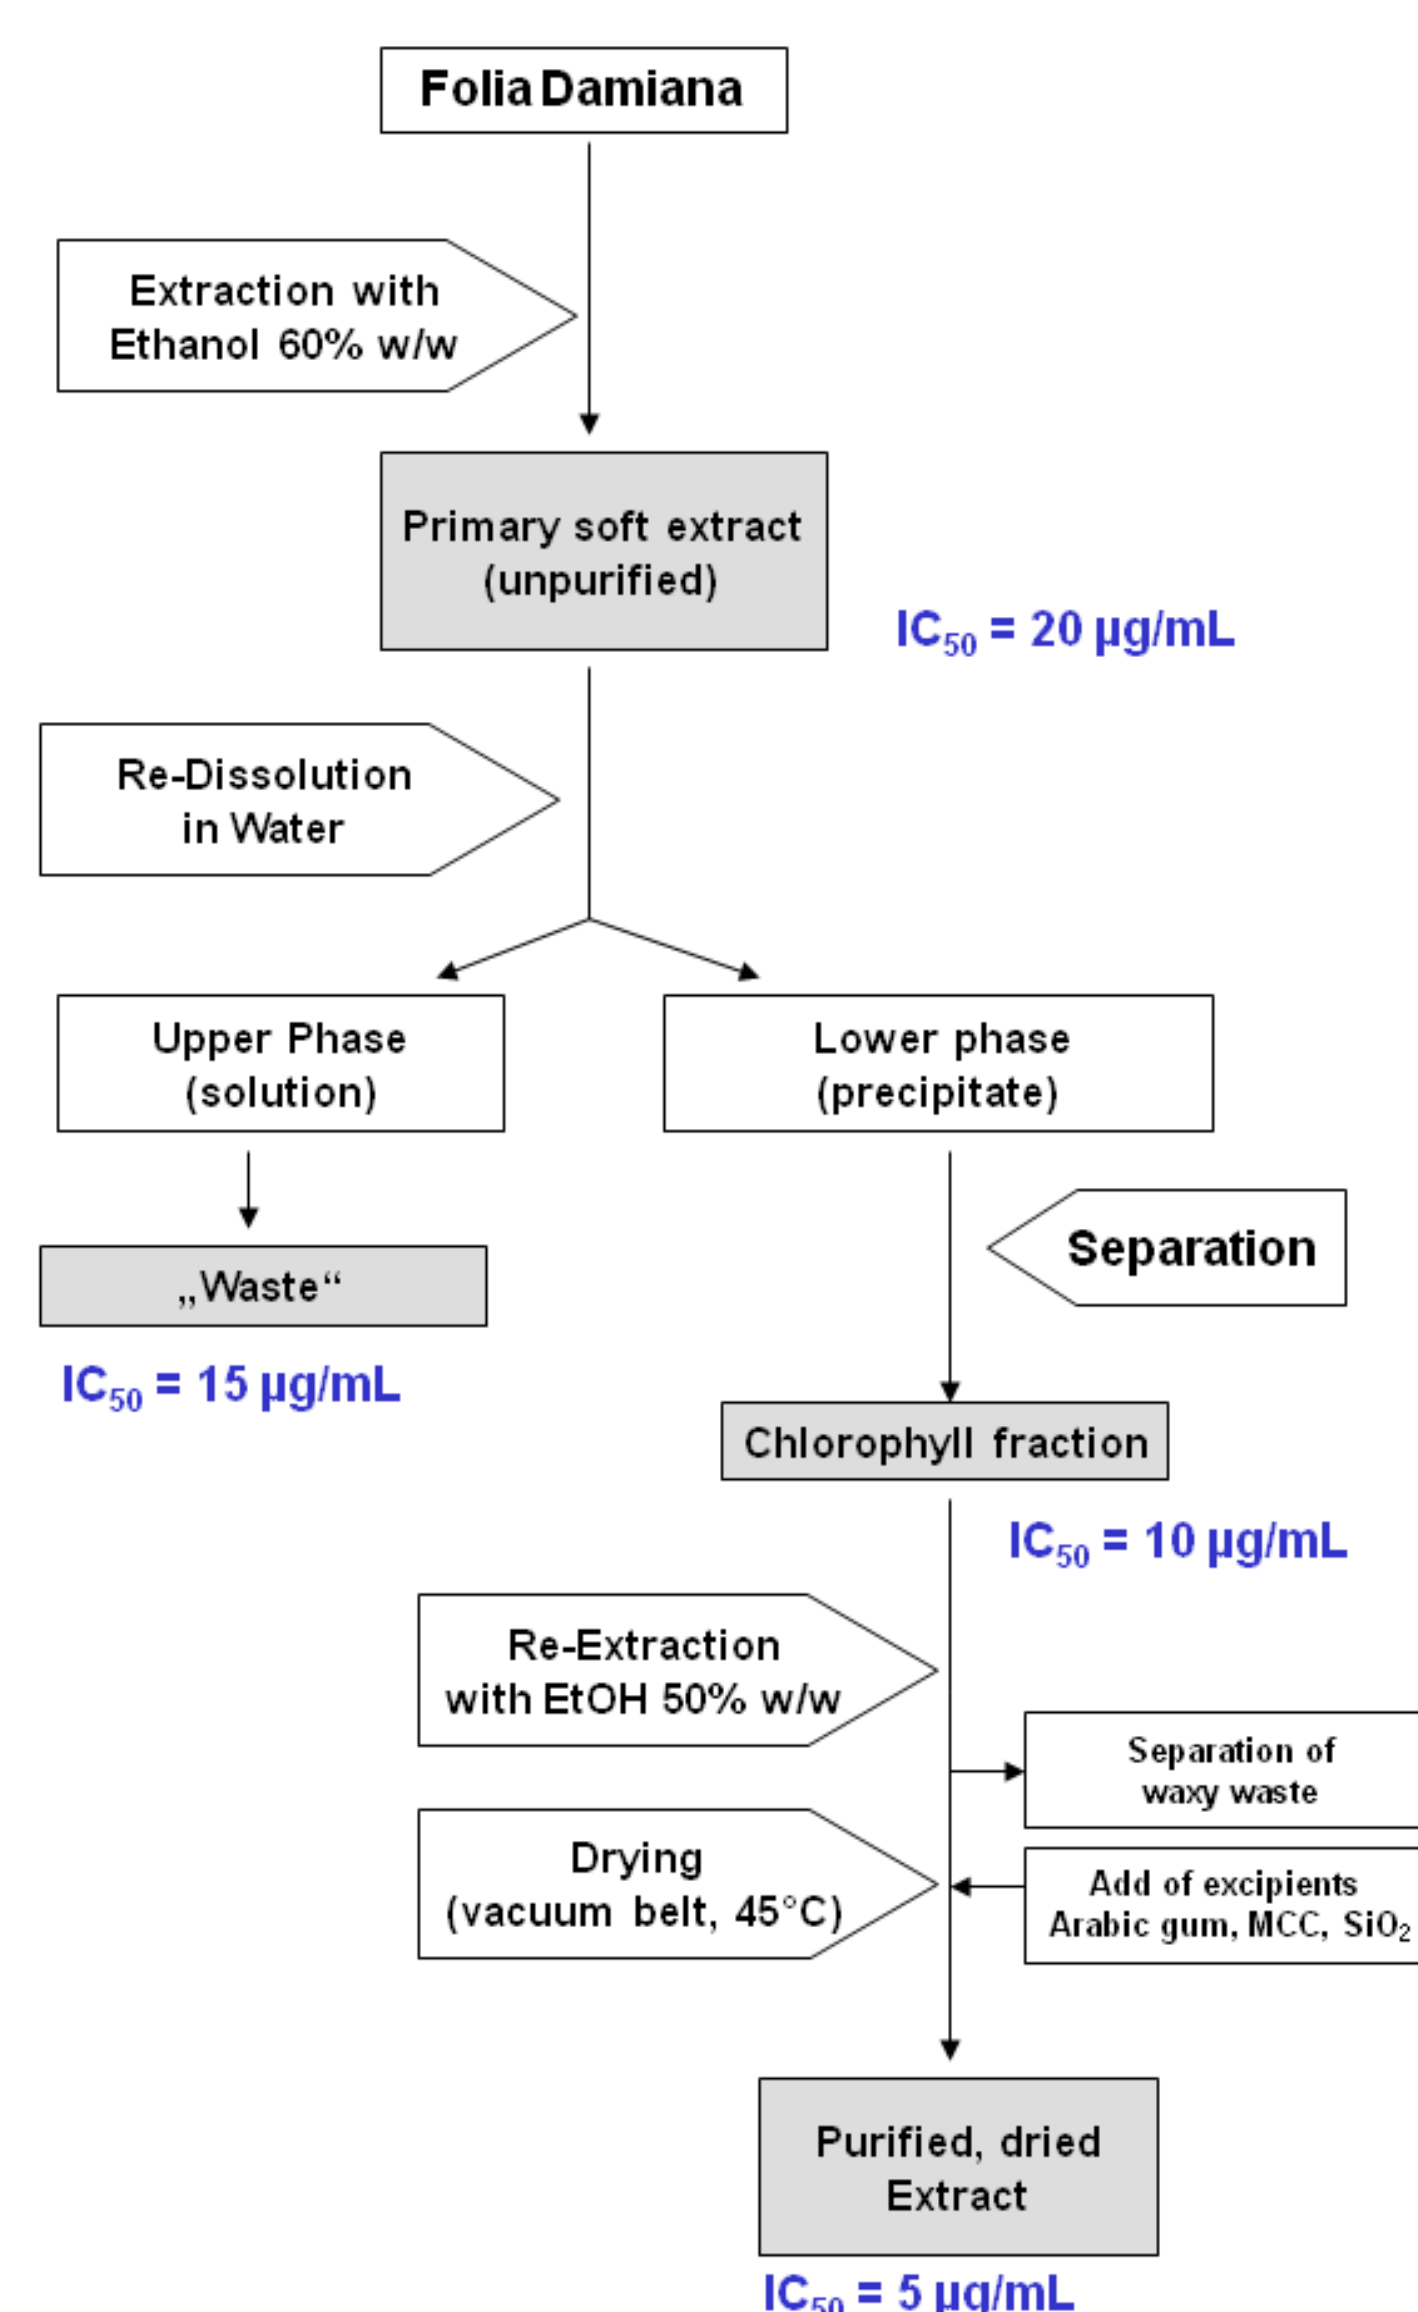 Folia Damiana
Extraction with
Ethanol 60% w/w
Primary soft extract
(unpurified)
IC₅₀ = 20 µg/mL
Re-Dissolution
in Water
Upper Phase
(solution)
Lower phase
(precipitate)
Separation
„Waste“
IC₅₀ = 15 µg/mL
Chlorophyll fraction
IC₅₀ = 10 µg/mL
Re-Extraction
with EtOH 50% w/w
Separation of
waxy waste
Drying
(vacuum belt, 45°C)
Add of excipients
Arabic gum, MCC, SiO₂
Purified, dried
Extract
IC₅₀ = 5 µg/mL